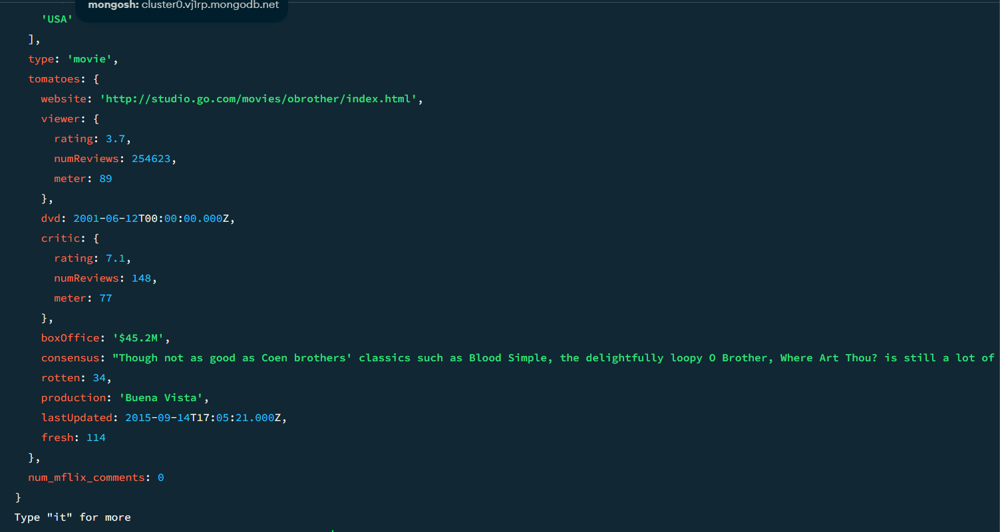 mongosh: cluster0.vj1rp.mongodb.net
'USA'
],
type: 'movie',
tomatoes: {
website: 'http://studio.go.com/movies/obrother/index.html',
viewer: {
rating: 3.7,
numReviews: 254623,
meter: 89
},
dvd: 2001-06-12T00:00:00.000Z,
critic: {
rating: 7.1,
numReviews: 148,
meter: 77
},
boxOffice: '$45.2M',
consensus: "Though not as good as Coen brothers' classics such as Blood Simple, the delightfully loopy O Brother, Where Art Thou? is still a lot of
rotten: 34,
production: 'Buena Vista',
lastUpdated: 2015-09-14T17:05:21.000Z,
fresh: 114
},
num_mflix_comments: 0
}
Type "it" for more